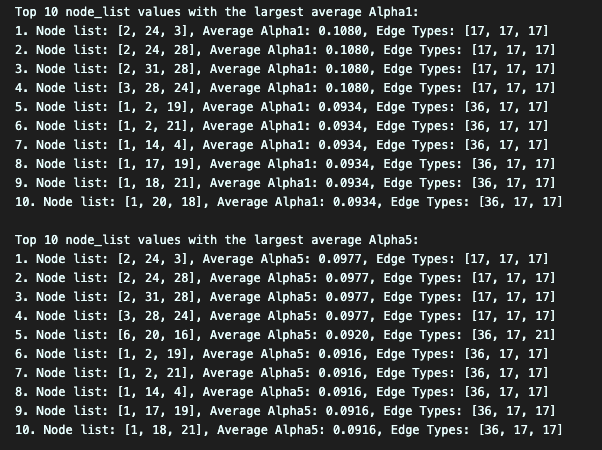 Top 10 node_list values with the largest average Alpha1:
1. Node list: [2, 24, 3], Average Alpha1: 0.1080, Edge Types: [17, 17, 17]
2. Node list: [2, 24, 28], Average Alpha1: 0.1080, Edge Types: [17, 17, 17]
3. Node list: [2, 31, 28], Average Alpha1: 0.1080, Edge Types: [17, 17, 17]
4. Node list: [3, 28, 24], Average Alpha1: 0.1080, Edge Types: [17, 17, 17]
5. Node list: [1, 2, 19], Average Alpha1: 0.0934, Edge Types: [36, 17, 17]
6. Node list: [1, 2, 21], Average Alpha1: 0.0934, Edge Types: [36, 17, 17]
7. Node list: [1, 14, 4], Average Alpha1: 0.0934, Edge Types: [36, 17, 17]
8. Node list: [1, 17, 19], Average Alpha1: 0.0934, Edge Types: [36, 17, 17]
9. Node list: [1, 18, 21], Average Alpha1: 0.0934, Edge Types: [36, 17, 17]
10. Node list: [1, 20, 18], Average Alpha1: 0.0934, Edge Types: [36, 17, 17]
Top 10 node_list values with the largest average Alpha5:
1. Node list: [2, 24, 3], Average Alpha5: 0.0977, Edge Types: [17, 17, 17]
2. Node list: [2, 24, 28], Average Alpha5: 0.0977, Edge Types: [17, 17, 17]
3. Node list: [2, 31, 28], Average Alpha5: 0.0977, Edge Types: [17, 17, 17]
4. Node list: [3, 28, 24], Average Alpha5: 0.0977, Edge Types: [17, 17, 17]
5. Node list: [6, 20, 16], Average Alpha5: 0.0920, Edge Types: [36, 17, 21]
6. Node list: [1, 2, 19], Average Alpha5: 0.0916, Edge Types: [36, 17, 17]
7. Node list: [1, 2, 21], Average Alpha5: 0.0916, Edge Types: [36, 17, 17]
8. Node list: [1, 14, 4], Average Alpha5: 0.0916, Edge Types: [36, 17, 17]
9. Node list: [1, 17, 19], Average Alpha5: 0.0916, Edge Types: [36, 17, 17]
10. Node list: [1, 18, 21], Average Alpha5: 0.0916, Edge Types: [36, 17, 17]